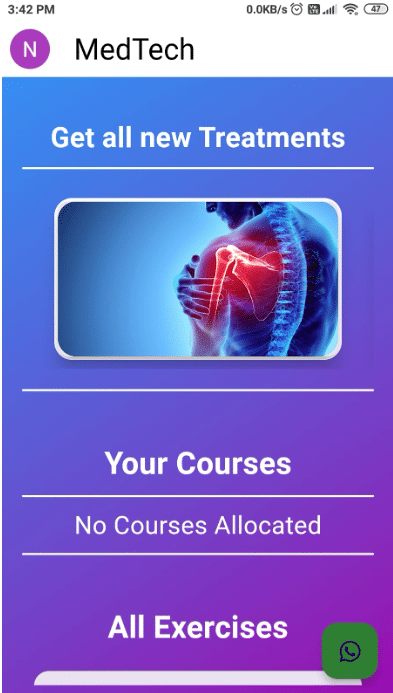 3:42 PM 0.0KB/s 47
N MedTech
Get all new Treatments
Your Courses
No Courses Allocated
All Exercises